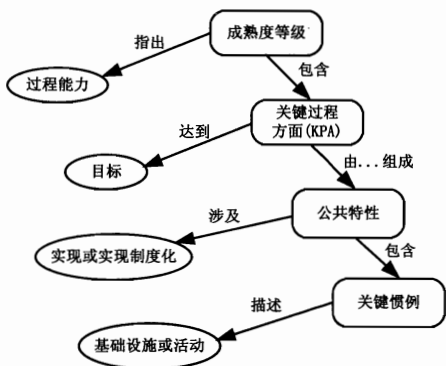 成熟度等级
指出
包含
过程能力
关键过程
方面(KPA)
达到
目标
由…组成
公共特性
涉及
包含
实现或实现制度化
关键惯例
描述
基础设施或活动